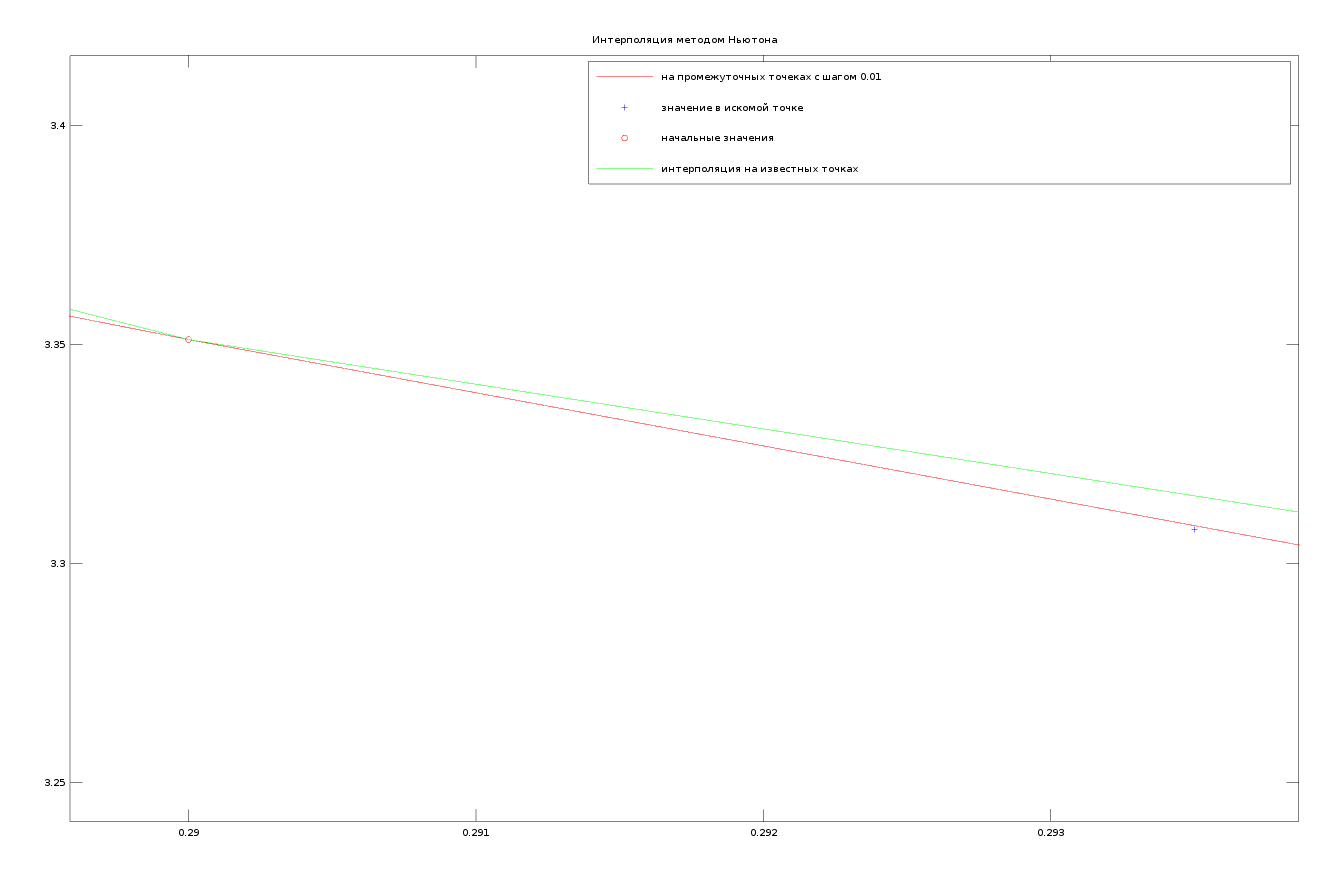 Интерполяция методом Ньютона
на промежуточных точеках с шагом 0.01
значение в искомой точке
начальные значения
интерполяция на известных точках
3.4
3.35
3.3
3.25
0.29 0.291 0.292 0.293